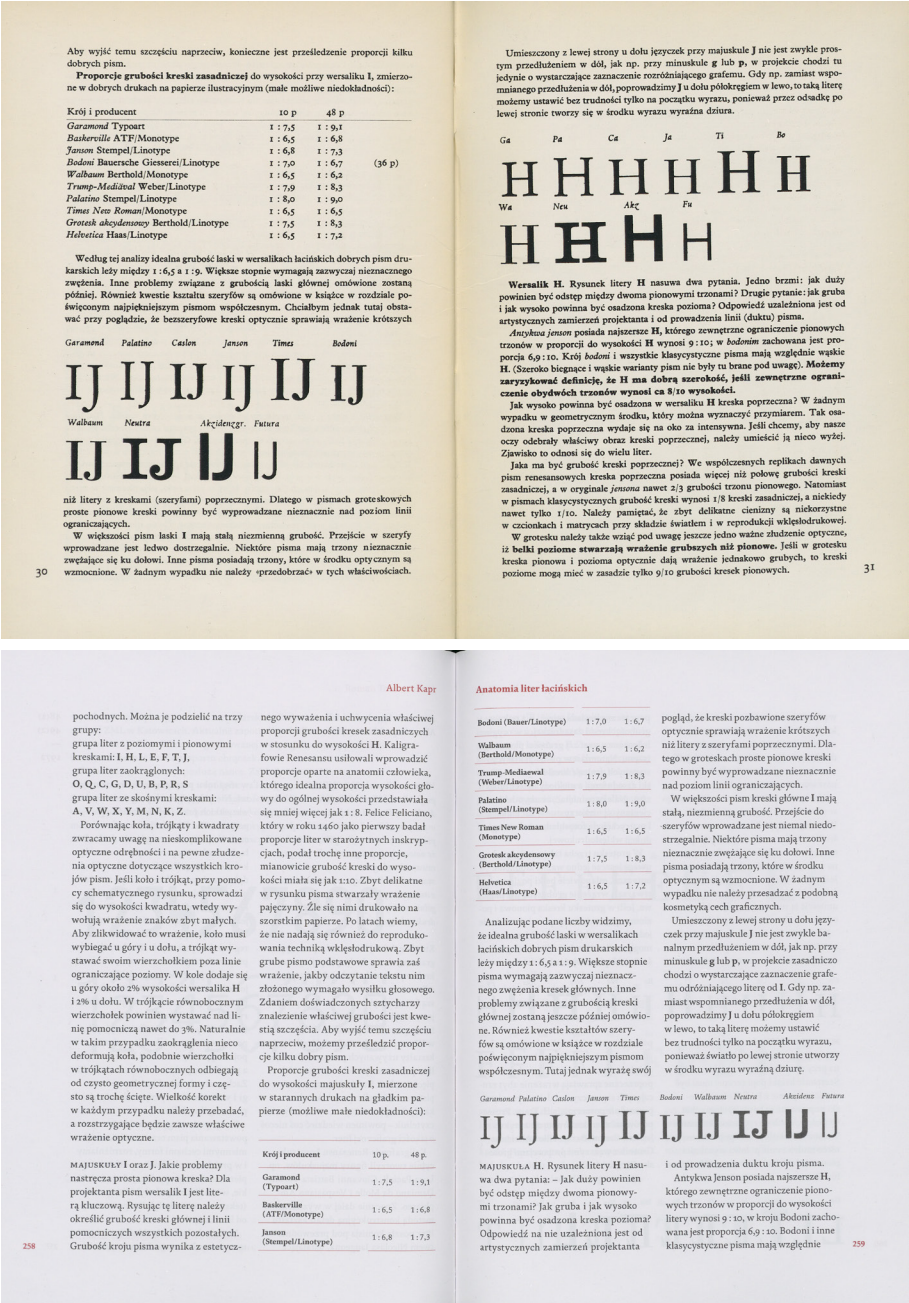 Aby wyjść temu szczęściu naprzeciw, konieczne jest prześledzenie proporcji kilku
dobrych pism.
Proporcje grubości kreski zasadniczej do wysokości przy wersaliku I, zmierzo-
ne w dobrych drukach na papierze ilustracyjnym (małe możliwe niedokładności):
Krój i producent 10 p 48 p
Garamond Typoart 1 : 7,5 1 : 9,1
Baskerville ATF/Monotype 1 : 6,5 1 : 6,8
Janson Stempel/Linotype 1 : 6,8 1 : 7,3
Bodoni Bauersche Giesserei/Linotype 1 : 7,0 1 : 6,7 (36 p)
Walbaum Berthold/Monotype 1 : 6,5 1 : 6,2
Trump-Mediäval Weber/Linotype 1 : 7,9 1 : 8,3
Palatino Stempel/Linotype 1 : 8,0 1 : 9,0
Times New Roman/Monotype 1 : 6,5 1 : 6,5
Grotesk akcydensowy Berthold/Linotype 1 : 7,5 1 : 8,3
Helvetica Haas/Linotype 1 : 6,5 1 : 7,2
Według tej analizy idealna grubość laski w wersalikach łacińskich dobrych pism dru-
karskich leży między 1 : 6,5 a 1 : 9. Większe stopnie wymagają zazwyczaj nieznacznego
zwężenia. Inne problemy związane z grubością laski głównej omówione zostaną
później. Również kwestie kształtu szeryfów są omówione w książce w rozdziale po-
święconym najpiękniejszym pismom współczesnym. Chciałbym jednak tutaj obsta-
wać przy poglądzie, że bezszeryfowe kreski optycznie sprawiają wrażenie krótszych
Garamond Palatino Caslon Janson Times Bodoni
IJ IJ IJ IJ IJ IJ
Walbaum Neutra Akzidenzgr. Futura
IJ IJ IJ IJ
niż litery z kreskami (szeryfami) poprzecznymi. Dlatego w pismach groteskowych
proste pionowe kreski powinny być wyprowadzane nieznacznie nad poziom linii
ograniczających.
W większości pism laski I mają stałą niezmienną grubość. Przejście w szeryfy
wprowadzane jest ledwo dostrzegalnie. Niektóre pisma mają trzony nieznacznie
zwężające się ku dołowi. Inne pisma posiadają trzony, które w środku optycznym są
wzmocnione. W żadnym wypadku nie należy «przedobrzać» w tych właściwościach.
30
Umieszczony z lewej strony u dołu języczek przy majuskule J nie jest zwykle pros-
tym przedłużeniem w dół, jak np. przy minuskule g lub p, w projekcie chodzi tu
jedynie o wystarczające zaznaczenie rozróżniającego grafemu. Gdy np. zamiast wspo-
mnianego przedłużenia w dół, poprowadzimy J u dołu półokręgiem w lewo, to taką literę
możemy ustawić bez trudności tylko na początku wyrazu, ponieważ przez odsadkę po
lewej stronie tworzy się w środku wyrazu wyraźna dziura.
Ga Pa Ca Ja Ti Bo
H H H H H H
Wa Neu Akz Fu
H H H H
Wersalik H. Rysunek litery H nasuwa dwa pytania. Jedno brzmi: jak duży
powinien być odstęp między dwoma pionowymi trzonami? Drugie pytanie: jak gruba
i jak wysoko powinna być osadzona kreska pozioma? Odpowiedź uzależniona jest od
artystycznych zamierzeń projektanta i od prowadzenia linii (duktu) pisma.
Antykwa jenson posiada najszersze H, którego zewnętrzne ograniczenie pionowych
trzonów w proporcji do wysokości H wynosi 9 : 10; w bodonim zachowana jest pro-
porcja 6,9 : 10. Krój bodoni i wszystkie klasycystyczne pisma mają względnie wąskie
H. (Szeroko biegnące i wąskie warianty pism nie były tu brane pod uwagę). Możemy
zaryzykować definicję, że H ma dobrą szerokość, jeśli zewnętrzne ograni-
czenie obydwóch trzonów wynosi ca 8/10 wysokości.
Jak wysoko powinna być osadzona w wersaliku H kreska poprzeczna? W żadnym
wypadku w geometrycznym środku, który można wyznaczyć przymiarem. Tak osa-
dzona kreska poprzeczna wydaje się na oko za intensywna. Jeśli chcemy, aby nasze
oczy odebrały właściwy obraz kreski poprzecznej, należy umieścić ją nieco wyżej.
Zjawisko to odnosi się do wielu liter.
Jaka ma być grubość kreski poprzecznej? We współczesnych replikach dawnych
pism renesansowych kreska poprzeczna posiada więcej niż połowę grubości kreski
zasadniczej, a w oryginale jensona nawet 2/3 grubości trzonu pionowego. Natomiast
w pismach klasycystycznych grubość kreski wynosi 1/8 kreski zasadniczej, a niekiedy
nawet tylko 1/10. Należy pamiętać, że zbyt delikatne cienizny są niekorzystne
w czcionkach i matrycach przy składzie światłem i w reprodukcji wklęsłodrukowej.
W grotesku należy także wziąć pod uwagę jeszcze jedno ważne złudzenie optyczne,
iż belki poziome stwarzają wrażenie grubszych niż pionowe. Jeśli w grotesku
kreska pionowa i pozioma optycznie dają wrażenie jednakowo grubych, to kreski
poziome mogą mieć w zasadzie tylko 9/10 grubości kresek pionowych.
31
Albert Kapr
pochodnych. Można je podzielić na trzy
grupy:
grupa liter z poziomymi i pionowymi
kreskami: I, H, L, E, F, T, J,
grupa liter zaokrąglonych:
O, Q, C, G, D, U, B, P, R, S
grupa liter ze skośnymi kreskami:
A, V, W, X, Y, M, N, K, Z.
Porównując koła, trójkąty i kwadraty
zwracamy uwagę na nieskomplikowane
optyczne odrębności i na pewne złudze-
nia optyczne dotyczące wszystkich kro-
jów pism. Jeśli koło i trójkąt, przy pomo-
cy schematycznego rysunku, sprowadzi
się do wysokości kwadratu, wtedy wy-
wołują wrażenie znaków zbyt małych.
Aby zlikwidować to wrażenie, koło musi
wybiegać u góry i u dołu, a trójkąt wy-
stawać swoim wierzchołkiem poza linie
ograniczające poziomy. W kole dodaje się
u góry około 2% wysokości wersalika H
i 2% u dołu. W trójkącie równobocznym
wierzchołek powinien wystawać nad li-
nię pomocniczą nawet do 3%. Naturalnie
w takim przypadku zaokrąglenia nieco
deformują koła, podobnie wierzchołki
w trójkątach równobocznych odbiegają
od czysto geometrycznej formy i czę-
sto są trochę ścięte. Wielkość korekt
w każdym przypadku należy przebadać,
a rozstrzygające będzie zawsze właściwe
wrażenie optyczne.
MAJUSKUŁY I oraz J. Jakie problemy
nastręcza prosta pionowa kreska? Dla
projektanta pism wersalik I jest lite-
rą kluczową. Rysując tę literę należy
określić grubość kreski głównej i linii
pomocniczych wszystkich pozostałych.
Grubość kroju pisma wynika z estetycz-
258
nego wyważenia i uchwycenia właściwej
proporcji grubości kresek zasadniczych
w stosunku do wysokości H. Kaligra-
fowie Renesansu usiłowali wprowadzić
proporcje oparte na anatomii człowieka,
którego idealna proporcja wysokości gło-
wy do ogólnej wysokości przedstawiała
się mniej więcej jak 1 : 8. Felice Feliciano,
który w roku 1460 jako pierwszy badał
proporcje liter w starożytnych inskryp-
cjach, podał trochę inne proporcje,
mianowicie grubość kreski do wyso-
kości miała się jak 1:10. Zbyt delikatne
w rysunku pisma stwarzały wrażenie
pajęczyny. Źle się nimi drukowało na
szorstkim papierze. Po latach wiemy,
że nie nadają się również do reproduko-
wania techniką wklęsłodrukową. Zbyt
grube pismo podstawowe sprawia zaś
wrażenie, jakby odczytanie tekstu nim
złożonego wymagało wysiłku głosowego.
Zdaniem doświadczonych sztycharzy
znalezienie właściwej grubości jest kwe-
stią szczęścia. Aby wyjść temu szczęściu
naprzeciw, możemy prześledzić propor-
cje kilku dobry pism.
Proporcje grubości kreski zasadniczej
do wysokości majuskuły I, mierzone
w starannych drukach na gładkim pa-
pierze (możliwe małe niedokładności):
Krój i producent 10 p. 48 p.
Garamond
(Typoart) 1 : 7,5 1 : 9,1
Baskerville
(ATF/Monotype) 1 : 6,5 1 : 6,8
Janson
(Stempel/Linotype) 1 : 6,8 1 : 7,3
Anatomia liter łacińskich
Bodoni (Bauer/Linotype) 1 : 7,0 1 : 6,7
Walbaum
(Berthold/Monotype) 1 : 6,5 1 : 6,2
Trump-Mediaewal
(Weber/Linotype) 1 : 7,9 1 : 8,3
Palatino
(Stempel/Linotype) 1 : 8,0 1 : 9,0
Times New Roman
(Monotype) 1 : 6,5 1 : 6,5
Grotesk akcydensowy
(Berthold/Linotype) 1 : 7,5 1 : 8,3
Helvetica
(Haas/Linotype) 1 : 6,5 1 : 7,2
Analizując podane liczby widzimy,
że idealna grubość laski w wersalikach
łacińskich dobrych pism drukarskich
leży między 1 : 6,5 a 1 : 9. Większe stopnie
pisma wymagają zazwyczaj nieznacz-
nego zwężenia kresek głównych. Inne
problemy związane z grubością kreski
głównej zostaną jeszcze później omówio-
ne. Również kwestie kształtów szery-
fów są omówione w książce w rozdziale
poświęconym najpiękniejszym pismom
współczesnym. Tutaj jednak wyrażę swój
pogląd, że kreski pozbawione szeryfów
optycznie sprawiają wrażenie krótszych
niż litery z szeryfami poprzecznymi. Dla-
tego w groteskach proste pionowe kreski
powinny być wyprowadzane nieznacznie
nad poziom linii ograniczających.
W większości pism kreski główne I mają
stałą, niezmienną grubość. Przejście do
szeryfów wprowadzane jest niemal niedo-
strzegalnie. Niektóre pisma mają trzony
nieznacznie zwężające się ku dołowi. Inne
pisma posiadają trzony, które w środku
optycznym są wzmocnione. W żadnym
wypadku nie należy przesadzać z podobną
kosmetyką cech graficznych.
Umieszczony z lewej strony u dołu języ-
czek przy majuskule J nie jest zwykle ba-
nalnym przedłużeniem w dół, jak np. przy
minuskule g lub p, w projekcie zasadniczo
chodzi o wystarczające zaznaczenie grafe-
mu odróżniającego literę od I. Gdy np. za-
miast wspomnianego przedłużenia w dół,
poprowadzimy J u dołu półokręgiem
w lewo, to taką literę możemy ustawić
bez trudności tylko na początku wyrazu,
ponieważ światło po lewej stronie utworzy
w środku wyrazu wyraźną dziurę.
Garamond Palatino Caslon Janson Times Bodoni Walbaum Neutra Akzidenz Futura
IJ IJ IJ IJ IJ IJ IJ IJ IJ IJ
MAJUSKUŁA H. Rysunek litery H nasu-
wa dwa pytania: – Jak duży powinien
być odstęp między dwoma pionowy-
mi trzonami? Jak gruba i jak wysoko
powinna być osadzona kreska pozioma?
Odpowiedź na nie uzależniona jest od
artystycznych zamierzeń projektanta
i od prowadzenia duktu kroju pisma.
Antykwa Jenson posiada najszersze H,
którego zewnętrzne ograniczenie piono-
wych trzonów w proporcji do wysokości
litery wynosi 9 : 10, w kroju Bodoni zacho-
wana jest proporcja 6,9 : 10. Bodoni i inne
klasycystyczne pisma mają względnie
259